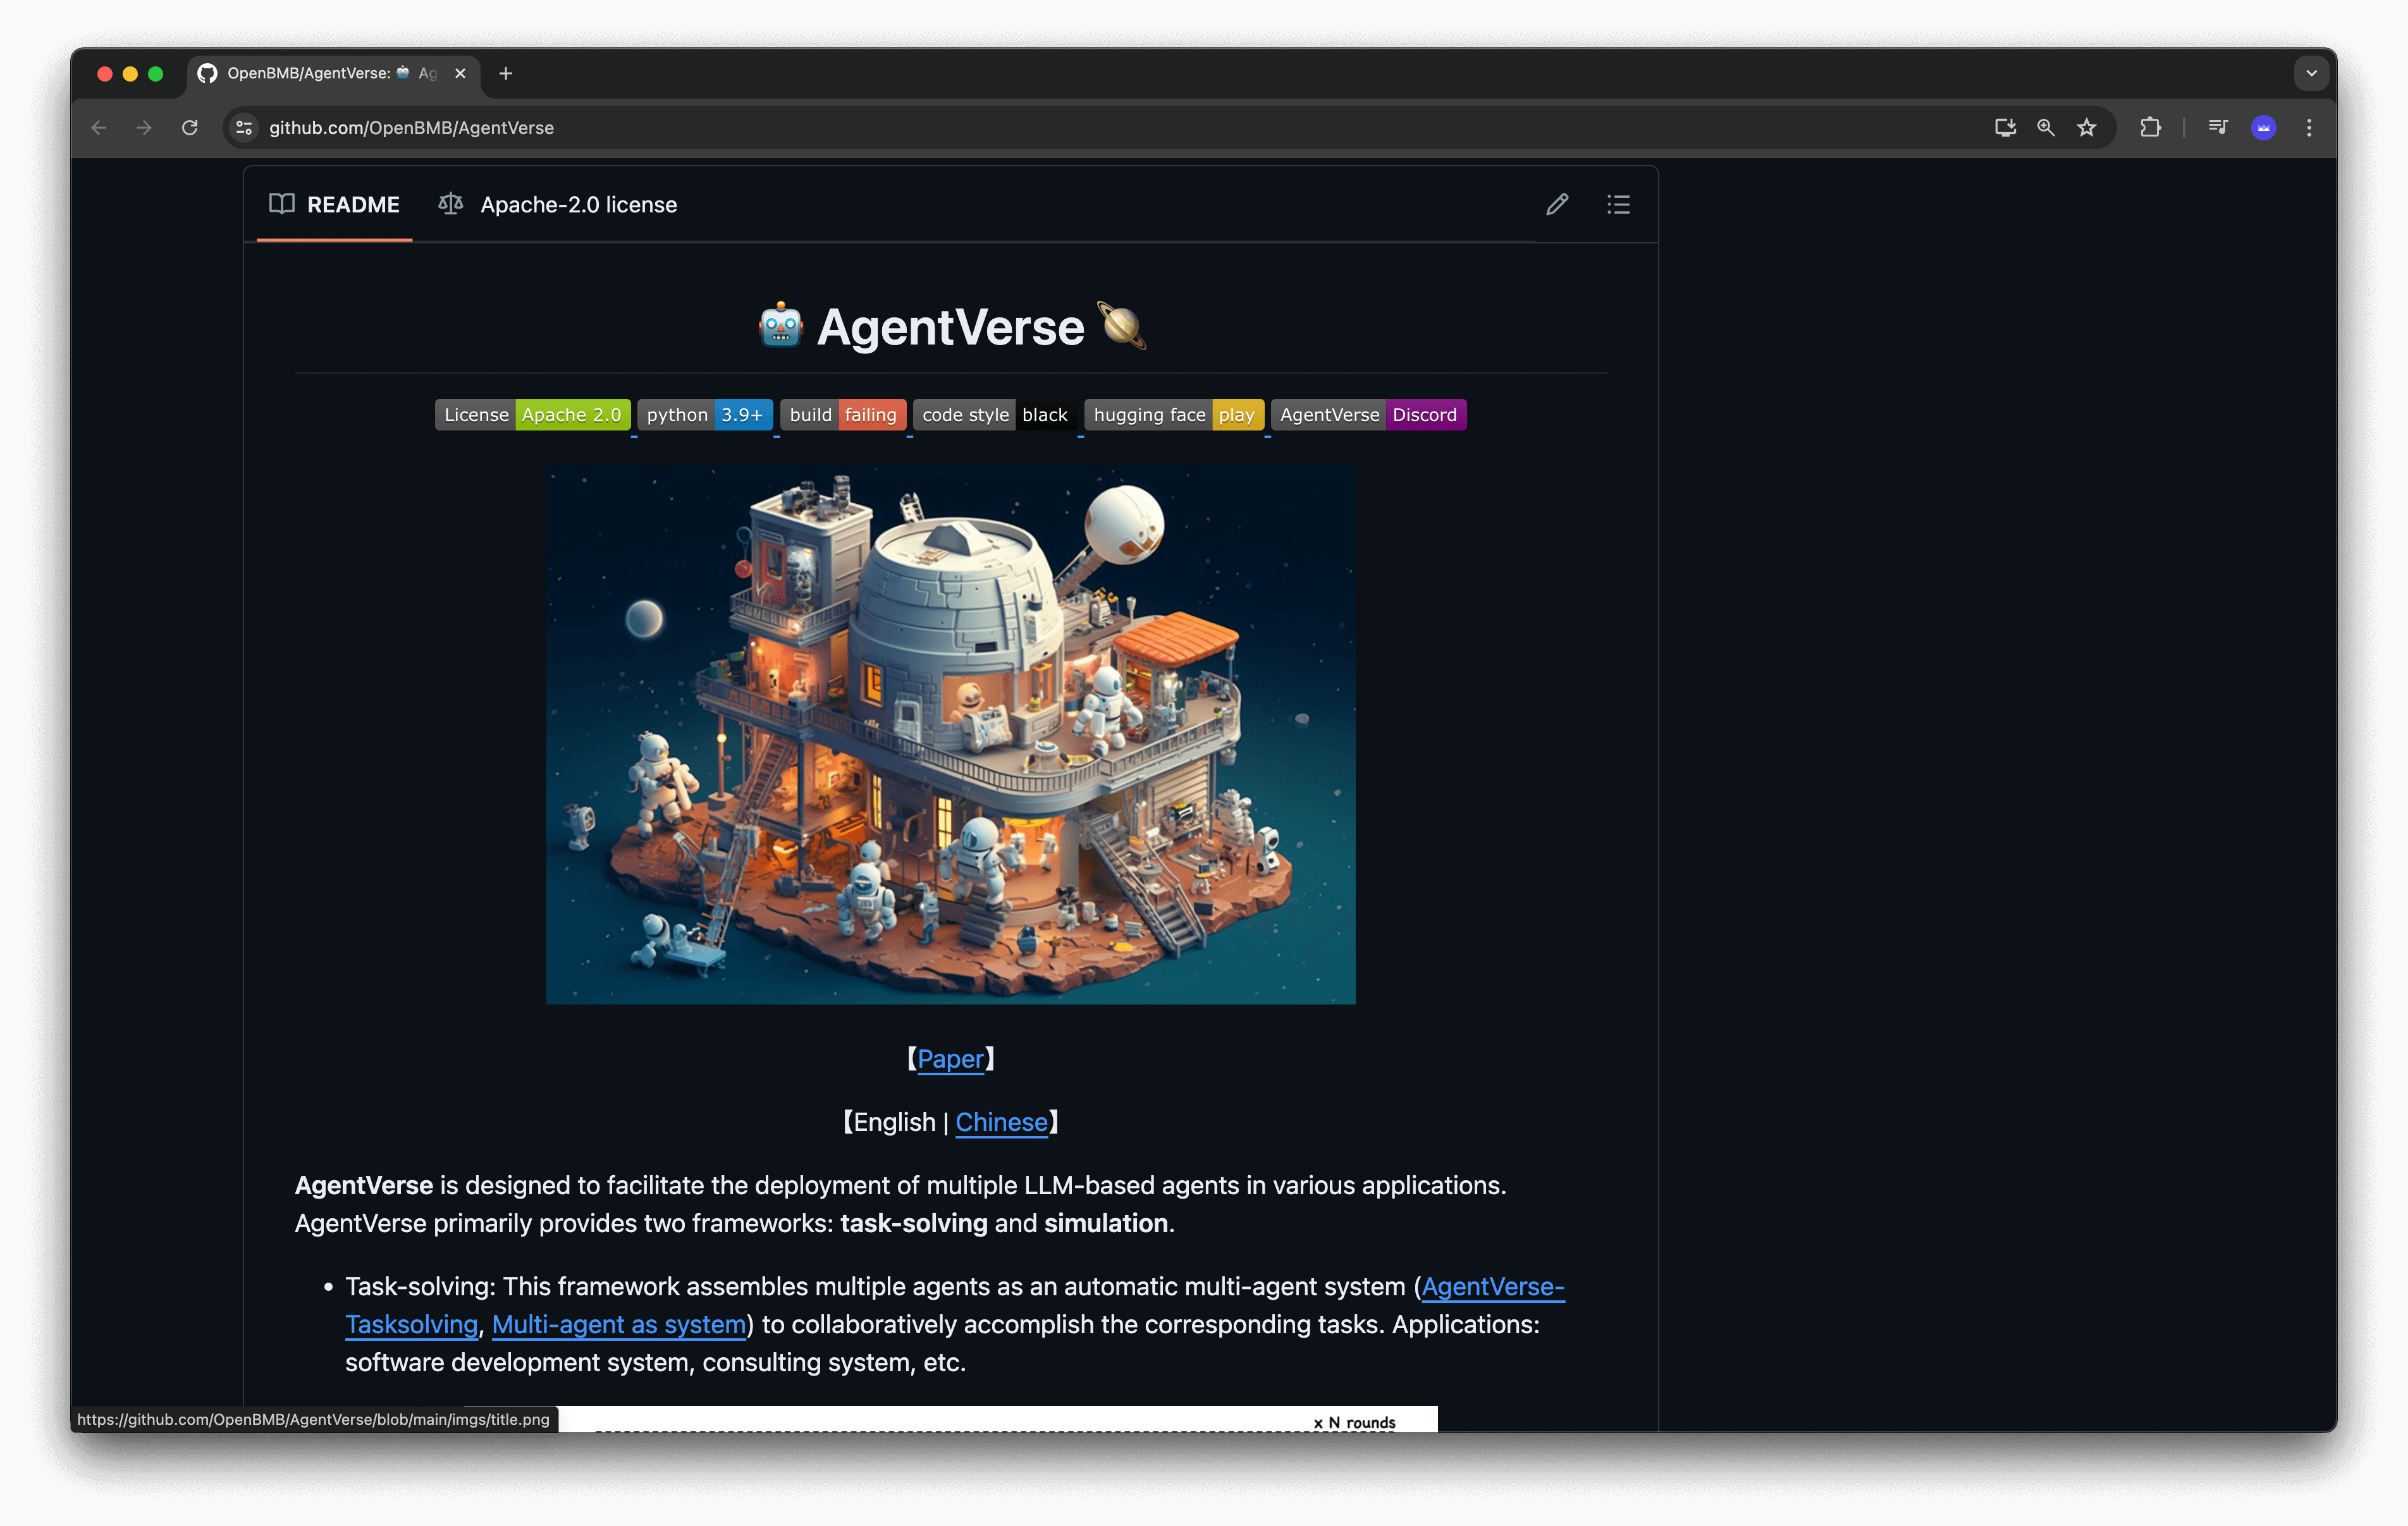 OpenBMB/AgentVerse: 🤖 Ag
github.com/OpenBMB/AgentVerse
README Apache-2.0 license
🤖 AgentVerse 🪐
License Apache 2.0 python 3.9+ build failing code style black hugging face play AgentVerse Discord
【Paper】
【English | Chinese】
AgentVerse is designed to facilitate the deployment of multiple LLM-based agents in various applications.
AgentVerse primarily provides two frameworks: task-solving and simulation.
• Task-solving: This framework assembles multiple agents as an automatic multi-agent system (AgentVerse-
Tasksolving, Multi-agent as system) to collaboratively accomplish the corresponding tasks. Applications:
software development system, consulting system, etc.
https://github.com/OpenBMB/AgentVerse/blob/main/imgs/title.png
x N rounds